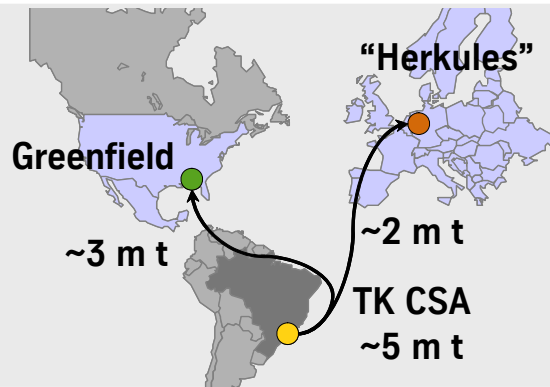 “Herkules”
Greenfield
~3 m t
~2 m t
TK CSA
~5 m t